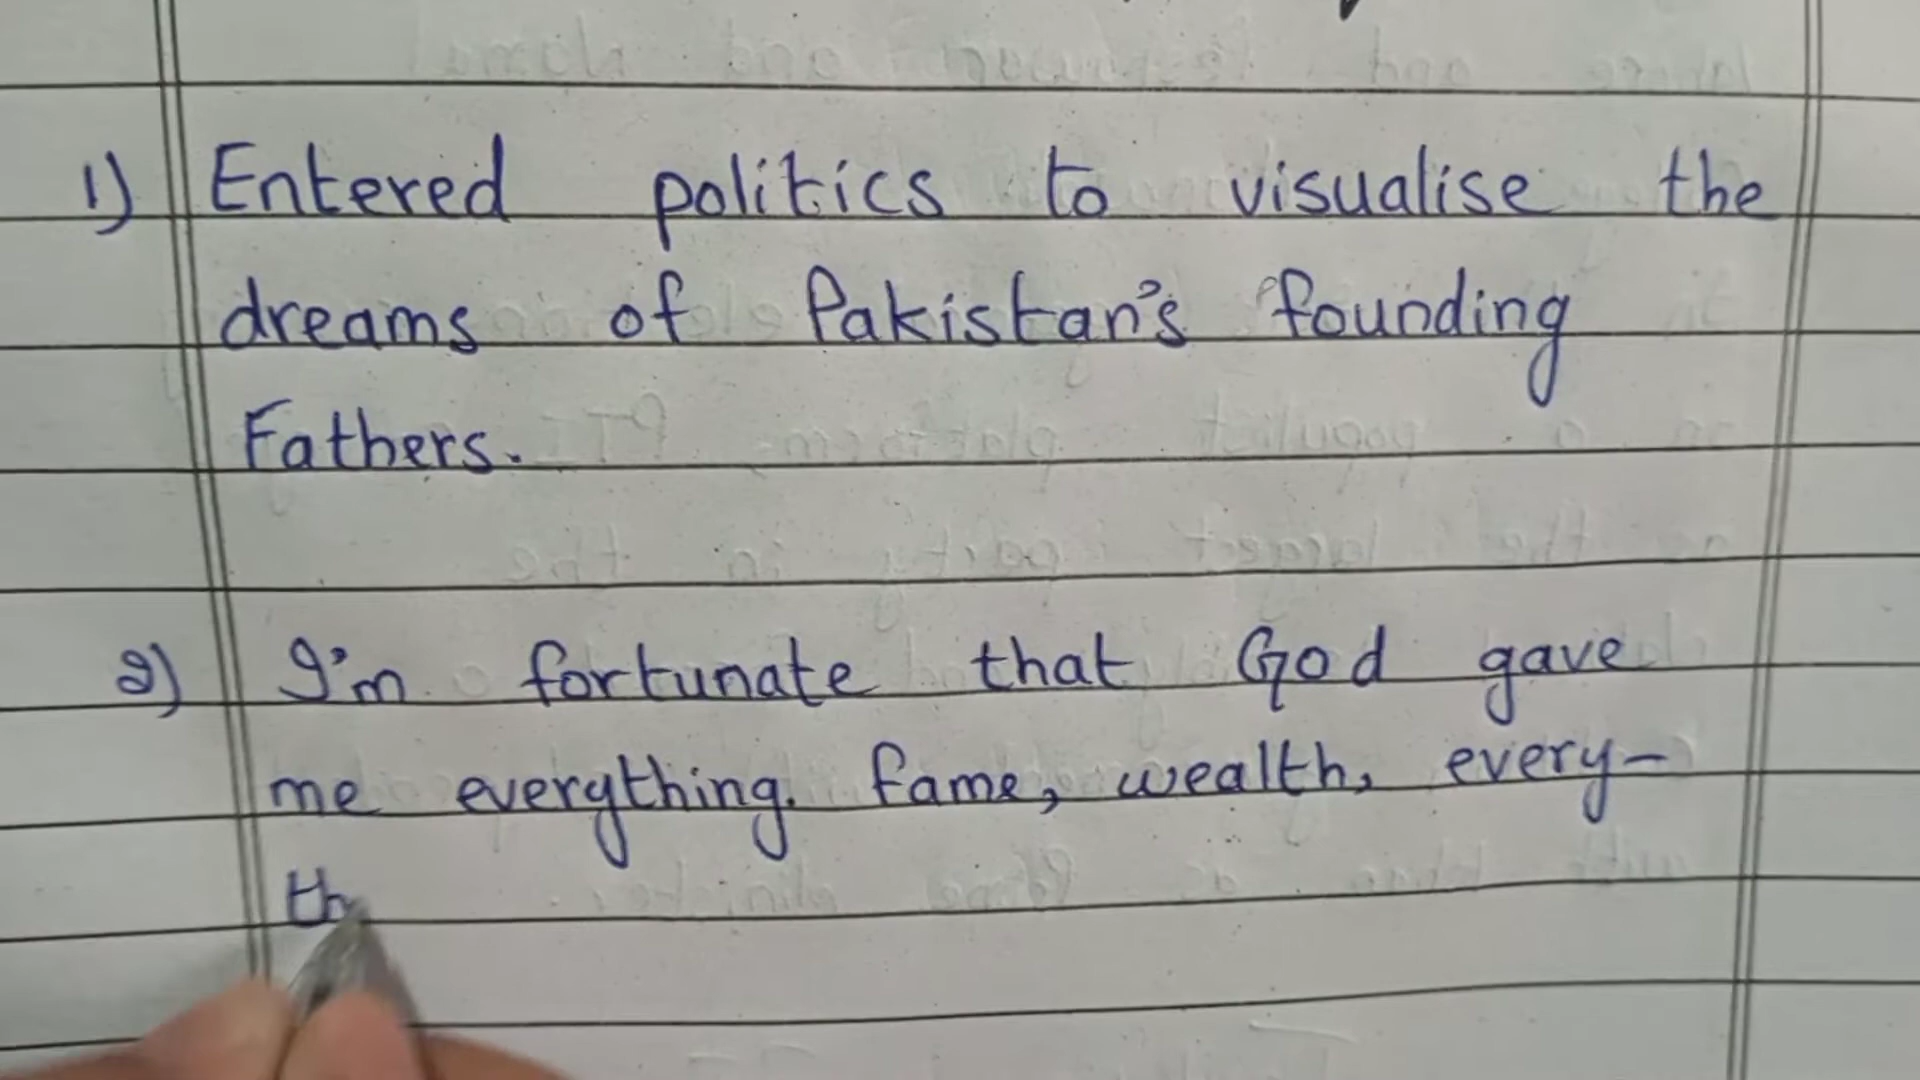 1) Entered politics to visualise the
dreams of Pakistan's founding
Fathers.
2) I'm fortunate that God gave
me everything. fame, wealth, every-
th